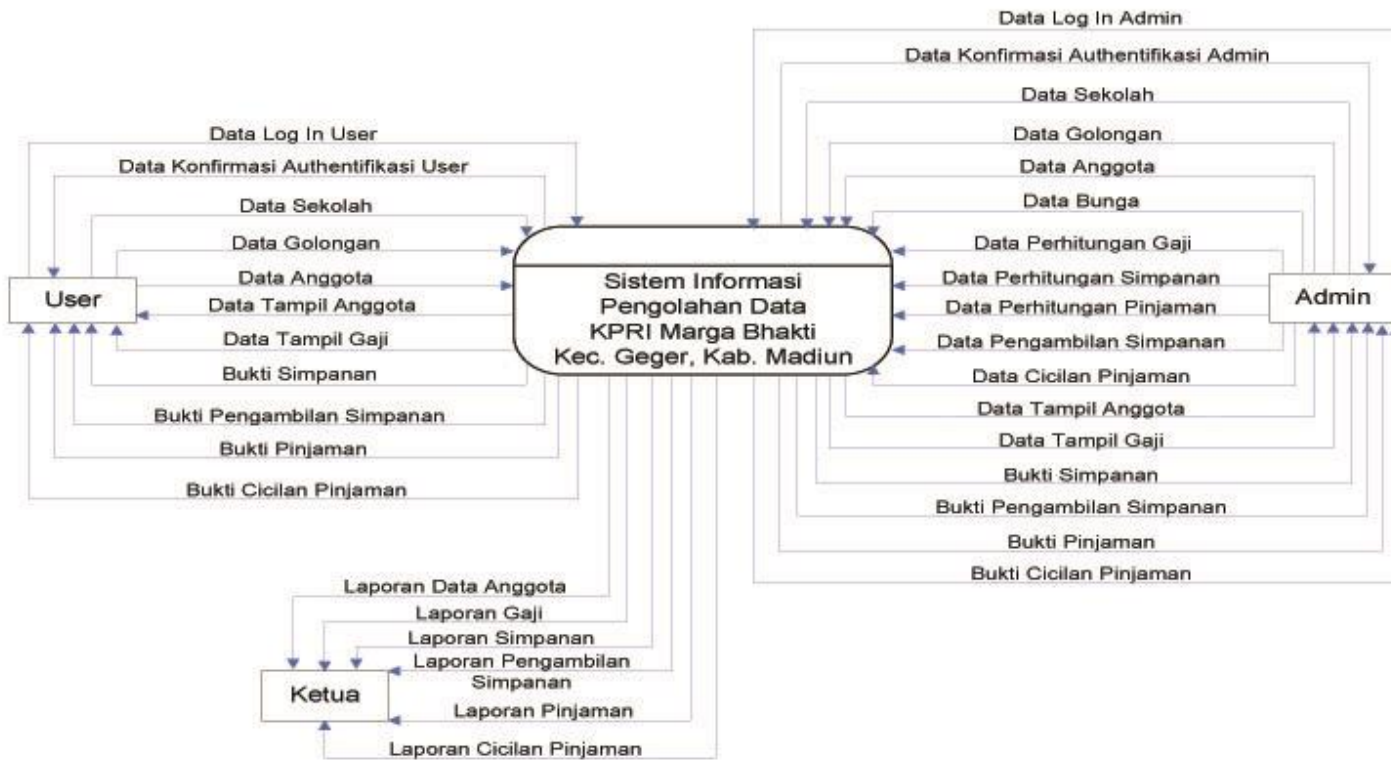 Data Log In User
Data Konfirmasi Authentifikasi User
Data Sekolah
Data Golongan
Data Anggota
User
Data Tampil Anggota
Data Tampil Gaji
Bukti Simpanan
Bukti Pengambilan Simpanan
Bukti Pinjaman
Bukti Cicilan Pinjaman
Sistem Informasi
Pengolahan Data
KPRI Marga Bhakti
Kec. Geger, Kab. Madiun
Data Log In Admin
Data Konfirmasi Authentifikasi Admin
Data Sekolah
Data Golongan
Data Anggota
Data Bunga
Data Perhitungan Gaji
Data Perhitungan Simpanan
Admin
Data Perhitungan Pinjaman
Data Pengambilan Simpanan
Data Cicilan Pinjaman
Data Tampil Anggota
Data Tampil Gaji
Bukti Simpanan
Bukti Pengambilan Simpanan
Bukti Pinjaman
Bukti Cicilan Pinjaman
Laporan Data Anggota
Laporan Gaji
Laporan Simpanan
Laporan Pengambilan
Simpanan
Ketua
Laporan Pinjaman
Laporan Cicilan Pinjaman